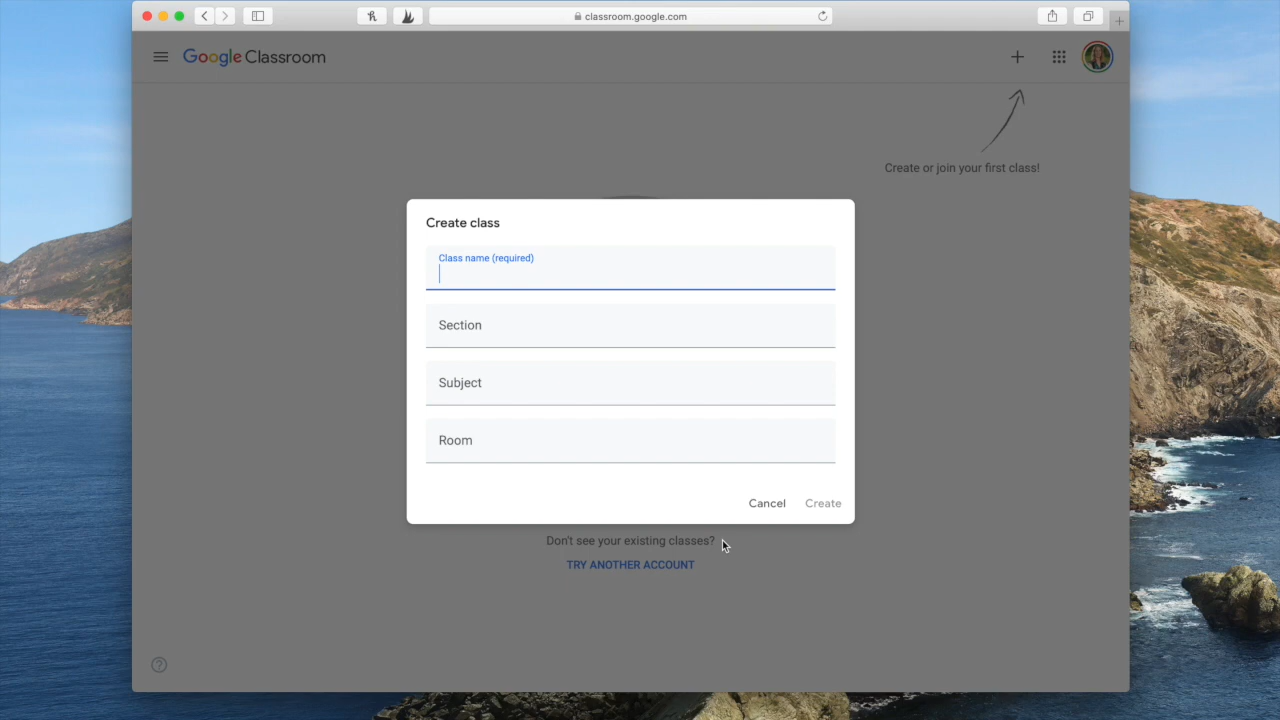 classroom.google.com
Google Classroom
Create or join your first class!
Create class
Class name (required)
Section
Subject
Room
Cancel Create
Don't see your existing classes?
TRY ANOTHER ACCOUNT